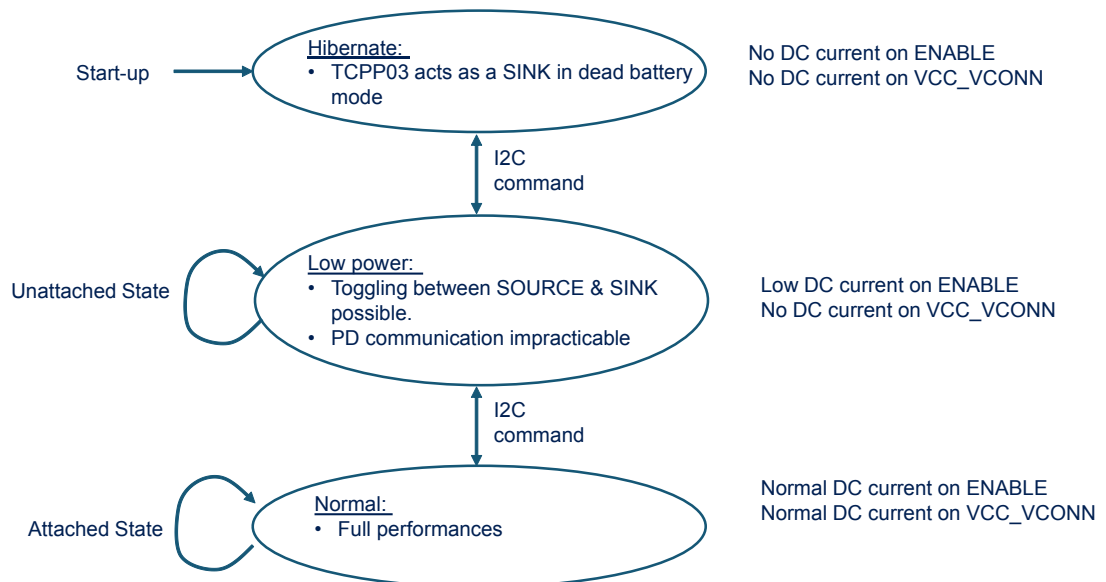 Start-up
Hibernate:
• TCPP03 acts as a SINK in dead battery
mode
No DC current on ENABLE
No DC current on VCC_VCONN
I2C
command
Unattached State
Low power:
• Toggling between SOURCE & SINK
possible.
• PD communication impracticable
Low DC current on ENABLE
No DC current on VCC_VCONN
I2C
command
Attached State
Normal:
• Full performances
Normal DC current on ENABLE
Normal DC current on VCC_VCONN